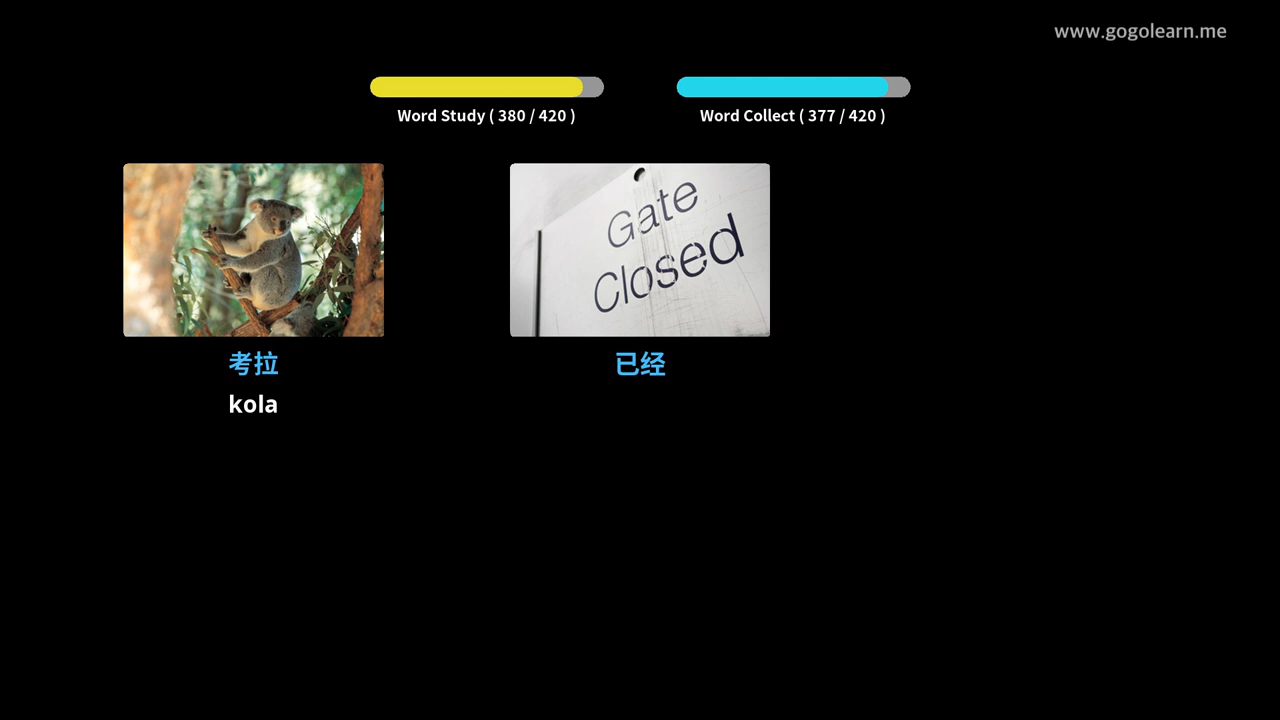 www.gogolearn.me
Word Study ( 380 / 420 )
Word Collect ( 377 / 420 )
Gate
Closed
考拉
已经
kola